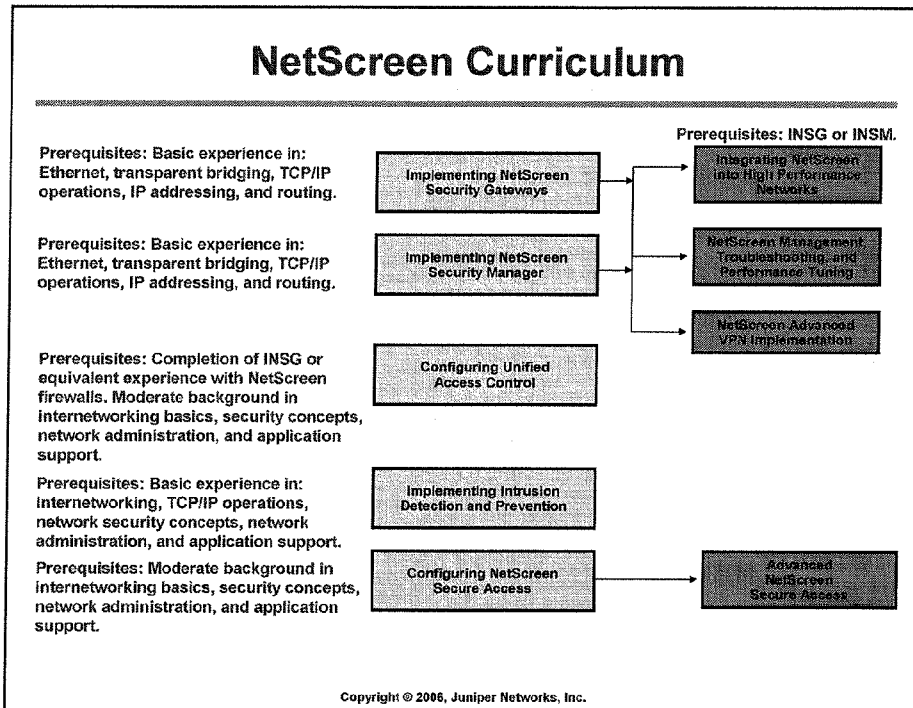 NetScreen Curriculum
Prerequisites: INSG or INSM.
Prerequisites: Basic experience in:
Ethernet, transparent bridging, TCP/IP
operations, IP addressing, and routing.
Implementing NetScreen
Security Gateways
Integrating NetScreen
into High Performance
Networks
Prerequisites: Basic experience in:
Ethernet, transparent bridging, TCP/IP
operations, IP addressing, and routing.
Implementing NetScreen
Security Manager
NetScreen Management,
Troubleshooting, and
Performance Tuning
NetScreen Advanced
VPN Implementation
Prerequisites: Completion of INSG or
equivalent experience with NetScreen
firewalls. Moderate background in
internetworking basics, security concepts,
network administration, and application
support.
Configuring Unified
Access Control
Prerequisites: Basic experience in:
Internetworking, TCP/IP operations,
network security concepts, network
administration, and application support.
Implementing Intrusion
Detection and Prevention
Prerequisites: Moderate background in
internetworking basics, security concepts,
network administration, and application
support.
Configuring NetScreen
Secure Access
Advanced
NetScreen
Secure Access
Copyright © 2006, Juniper Networks, Inc.